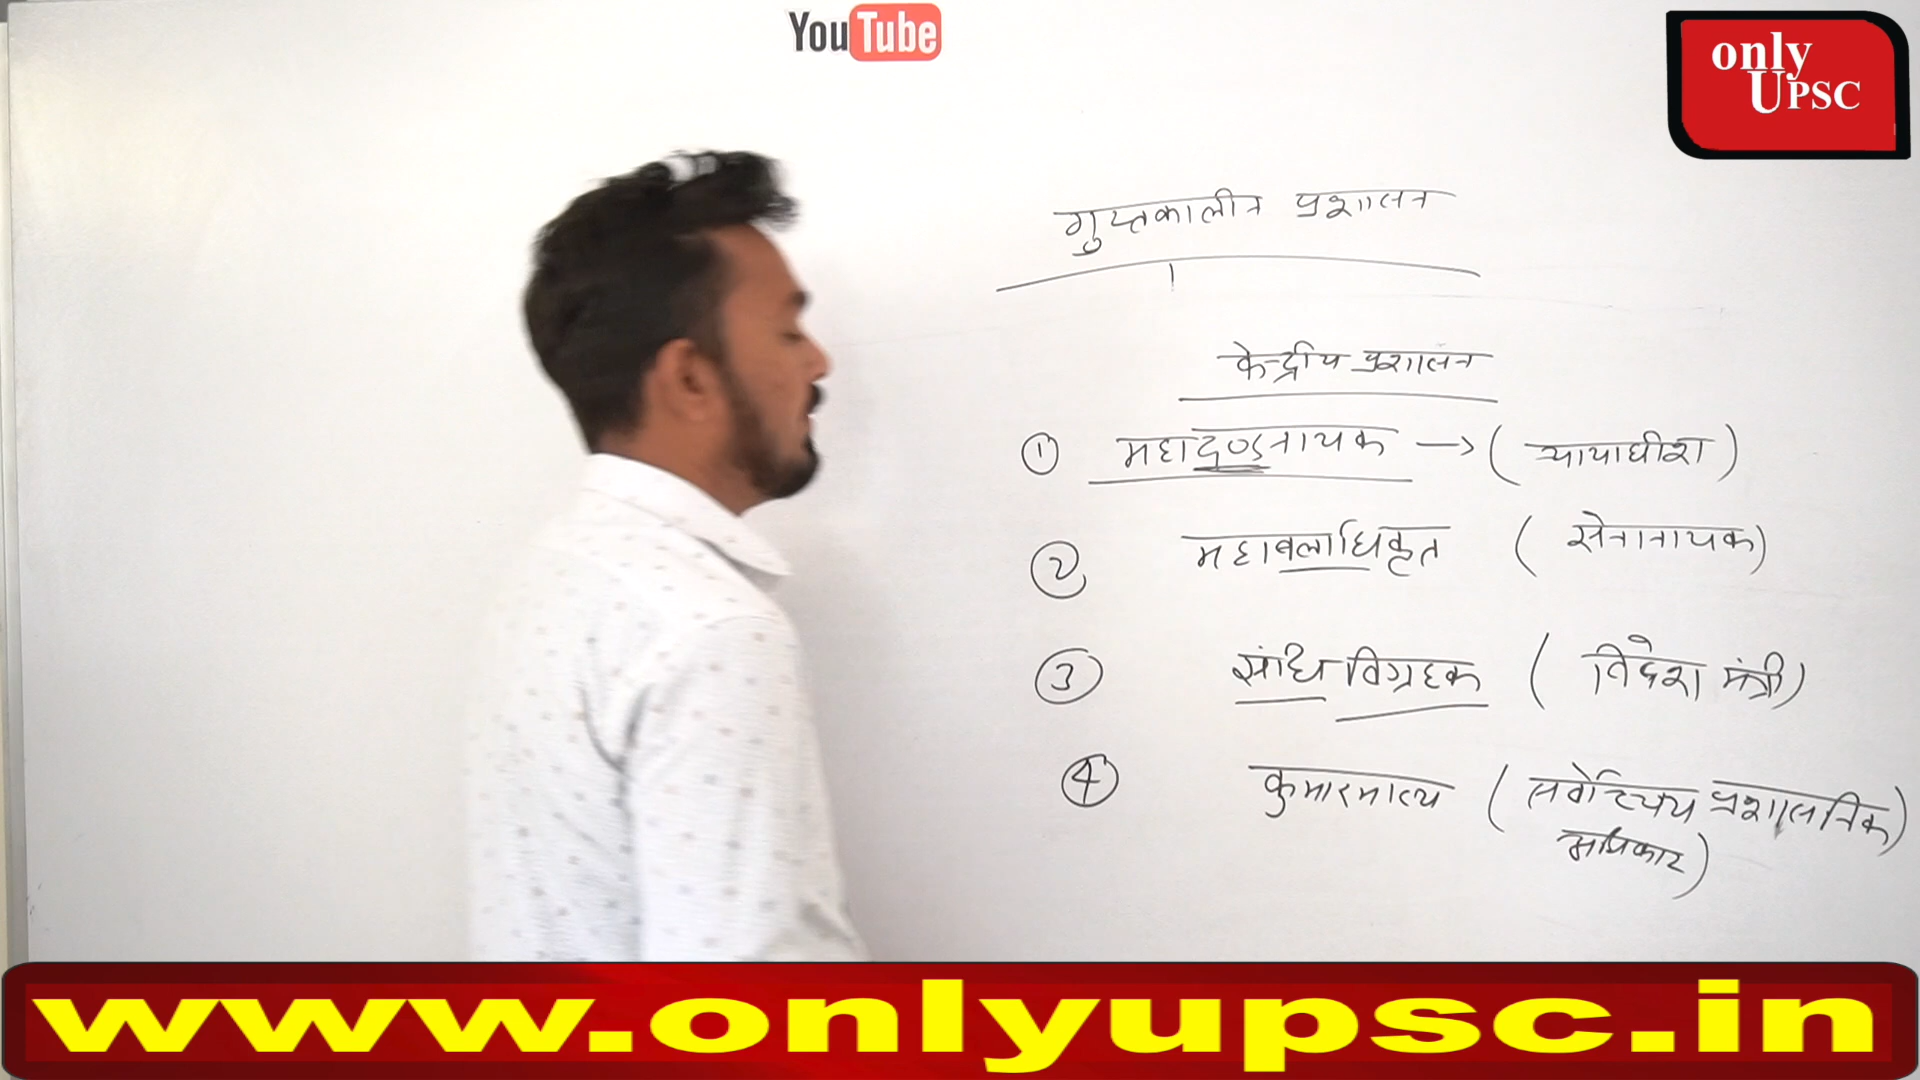 YouTube
only
UPSC
गुप्तकालीन प्रशासन
केन्द्रीय प्रशासन
① महादण्डनायक → (न्यायाधीश)
② महाबलाधिकृत (सेनानायक)
③ संधि विग्रहक (विदेश मंत्री)
④ कुमारमात्य (सर्वोच्चय प्रशासनिक)
अधिकार)
www.onlyupsc.in